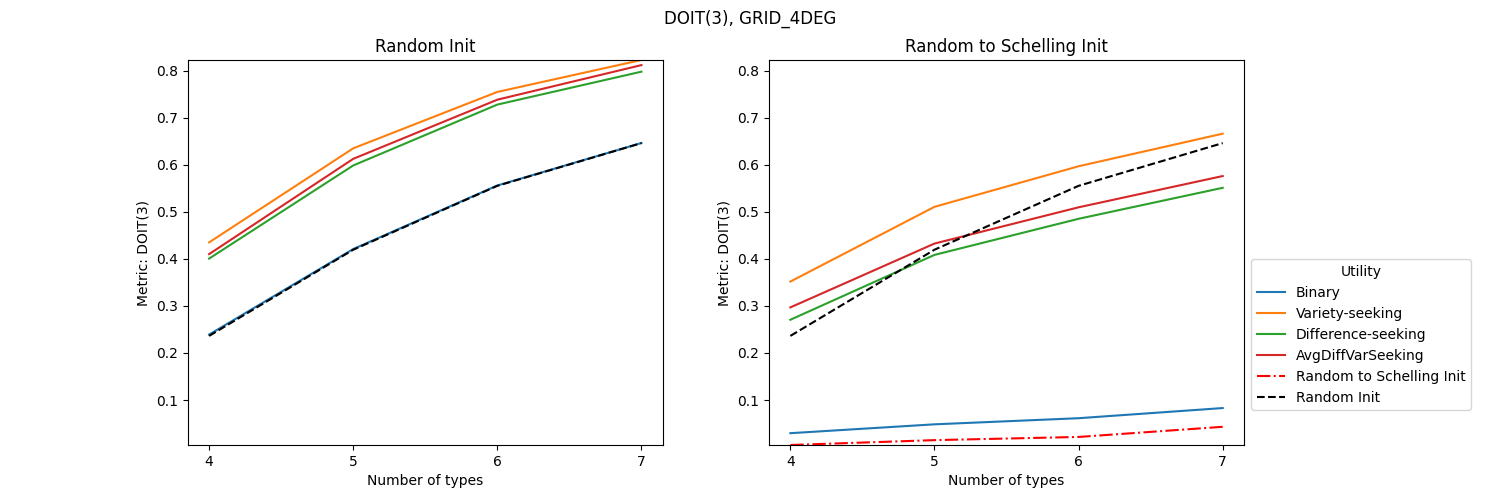 DOIT(3), GRID_4DEG
Random Init
Metric: DOIT(3)
0.8
0.7
0.6
0.5
0.4
0.3
0.2
0.1
4 5 6 7
Number of types
Random to Schelling Init
Metric: DOIT(3)
0.8
0.7
0.6
0.5
0.4
0.3
0.2
0.1
4 5 6 7
Number of types
Utility
Binary
Variety-seeking
Difference-seeking
AvgDiffVarSeeking
Random to Schelling Init
Random Init